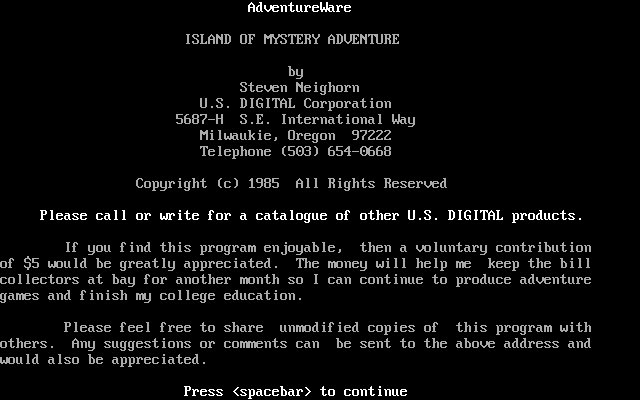 AdventureWare
ISLAND OF MYSTERY ADVENTURE
by
Steven Neighorn
U.S. DIGITAL Corporation
5687-H  S.E. International Way
Milwaukie, Oregon  97222
Telephone (503) 654-0668
Copyright (c) 1985  All Rights Reserved
Please call or write for a catalogue of other U.S. DIGITAL products.
If you find this program enjoyable,  then a voluntary contribution
of $5 would be greatly appreciated.  The money will help me  keep the bill
collectors at bay for another month so I can continue to produce adventure
games and finish my college education.
Please feel free to share  unmodified copies of  this program with
others.  Any suggestions or comments can  be sent to the above address and
would also be appreciated.
Press <spacebar> to continue